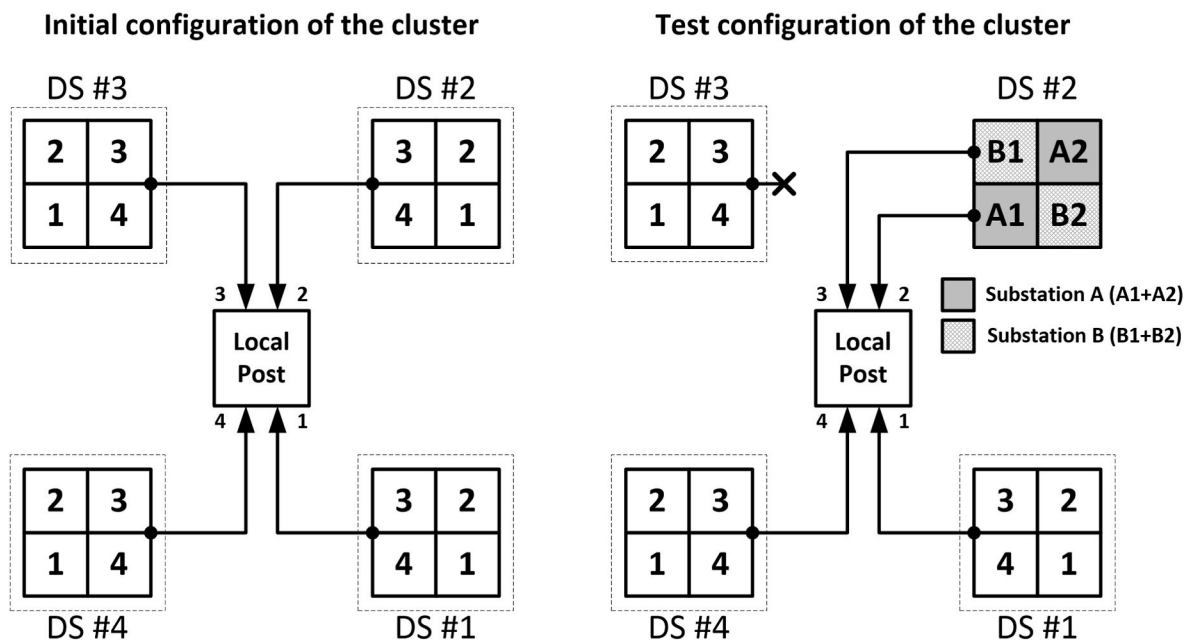 Initial configuration of the cluster
DS #3
DS #2
2 3
1 4
3 2
4 1
3 2
Local
Post
4 1
2 3
1 4
3 2
4 1
DS #4
DS #1
Test configuration of the cluster
DS #3
DS #2
2 3
1 4
B1 A2
A1 B2
Substation A (A1+A2)
Substation B (B1+B2)
3 2
Local
Post
4 1
2 3
1 4
3 2
4 1
DS #4
DS #1